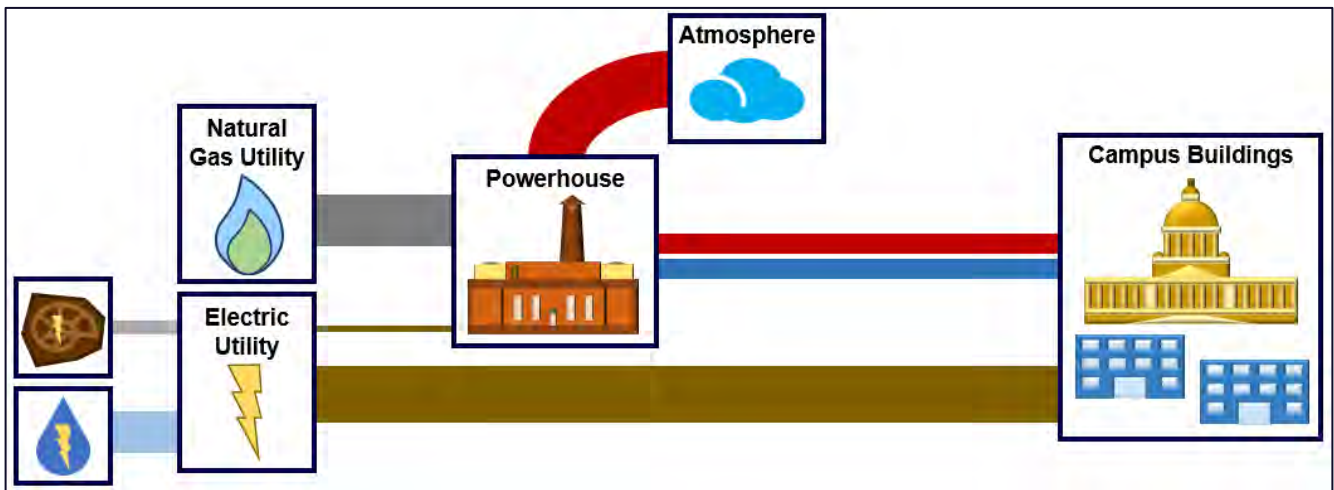 Atmosphere
Natural
Gas Utility
Powerhouse
Campus Buildings
Electric
Utility